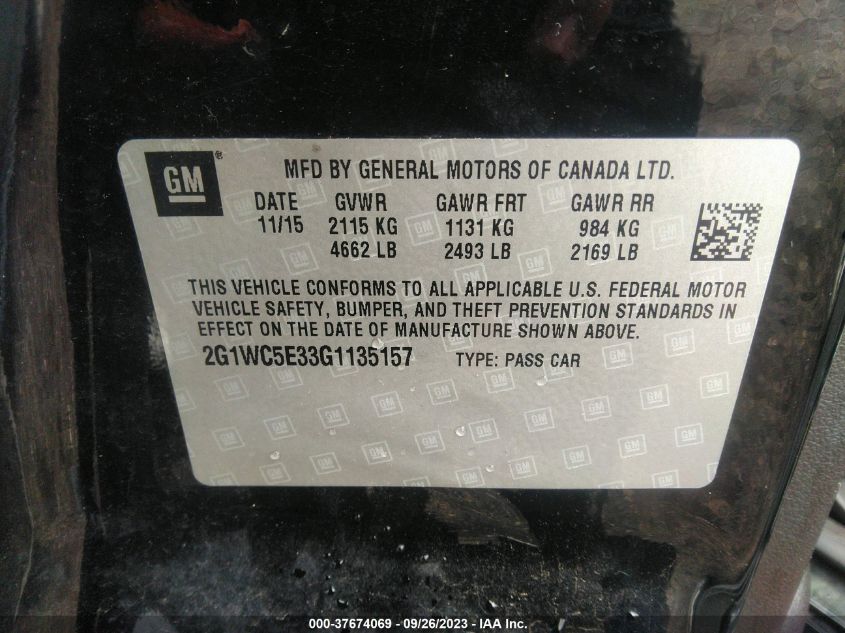 GM®
MFD BY GENERAL MOTORS OF CANADA LTD.
DATE GVWR GAWR FRT GAWR RR
11/15 2115 KG 1131 KG 984 KG
4662 LB 2493 LB 2169 LB
THIS VEHICLE CONFORMS TO ALL APPLICABLE U.S. FEDERAL MOTOR
VEHICLE SAFETY, BUMPER, AND THEFT PREVENTION STANDARDS IN
EFFECT ON THE DATE OF MANUFACTURE SHOWN ABOVE.
2G1WC5E33G1135157 TYPE: PASS CAR
000-37674069 - 09/26/2023 - IAA Inc.